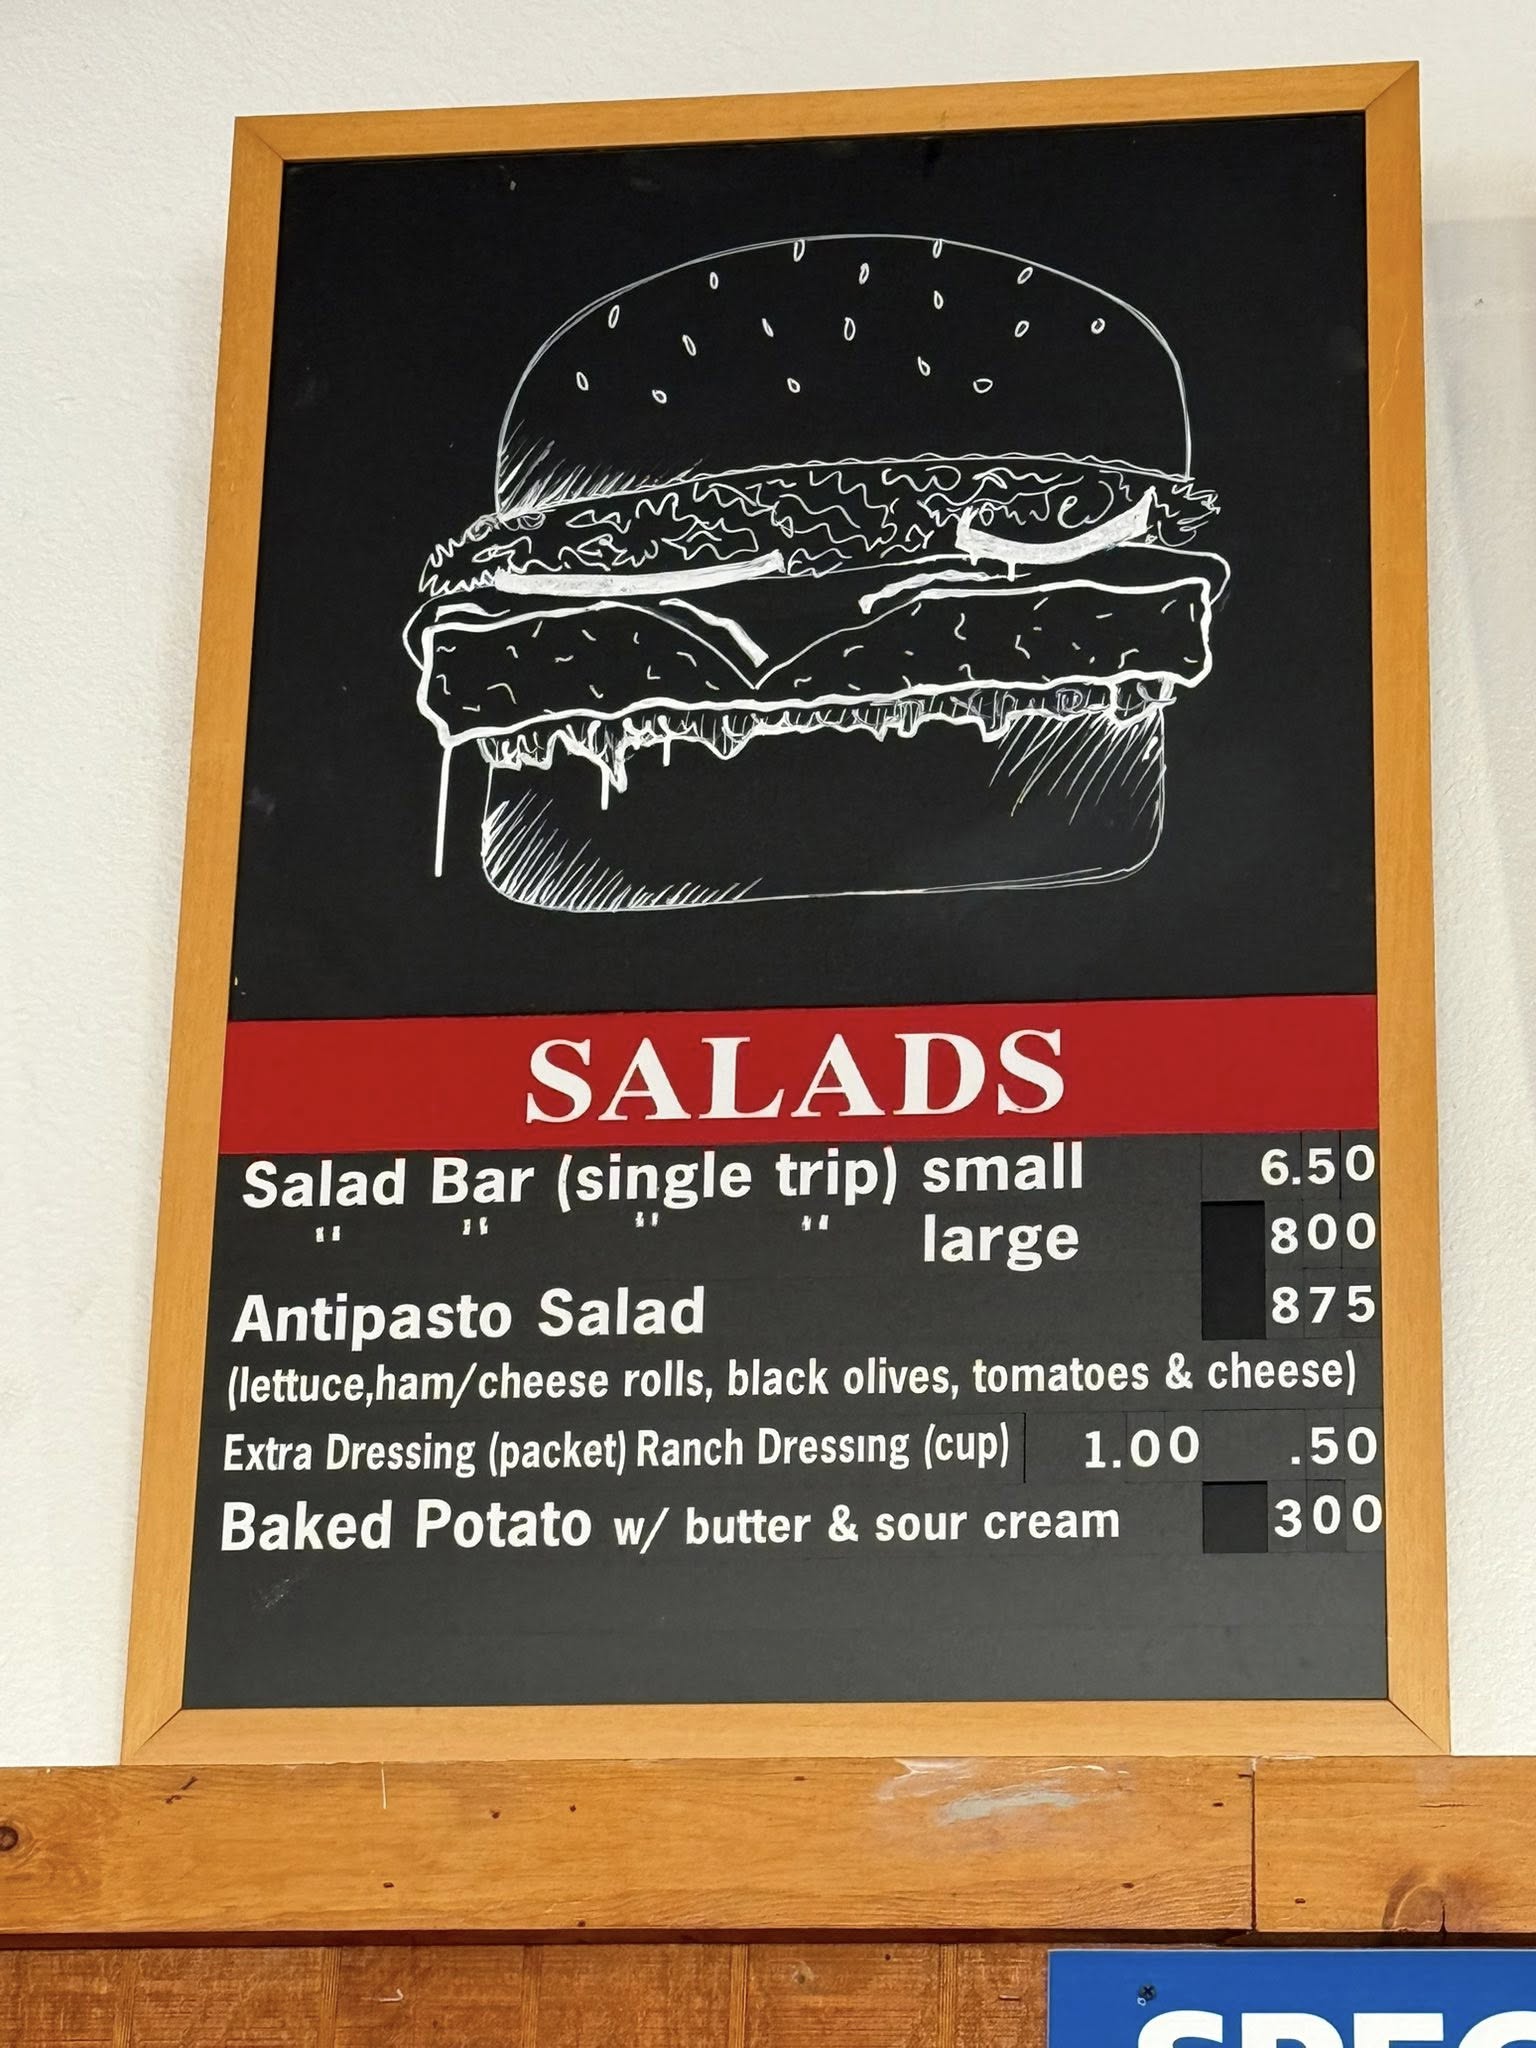 SALADS
Salad Bar (single trip) small 6.50
" " " " large 800
Antipasto Salad 875
(lettuce,ham/cheese rolls, black olives, tomatoes & cheese)
Extra Dressing (packet) Ranch Dressing (cup) 1.00 .50
Baked Potato w/ butter & sour cream 300